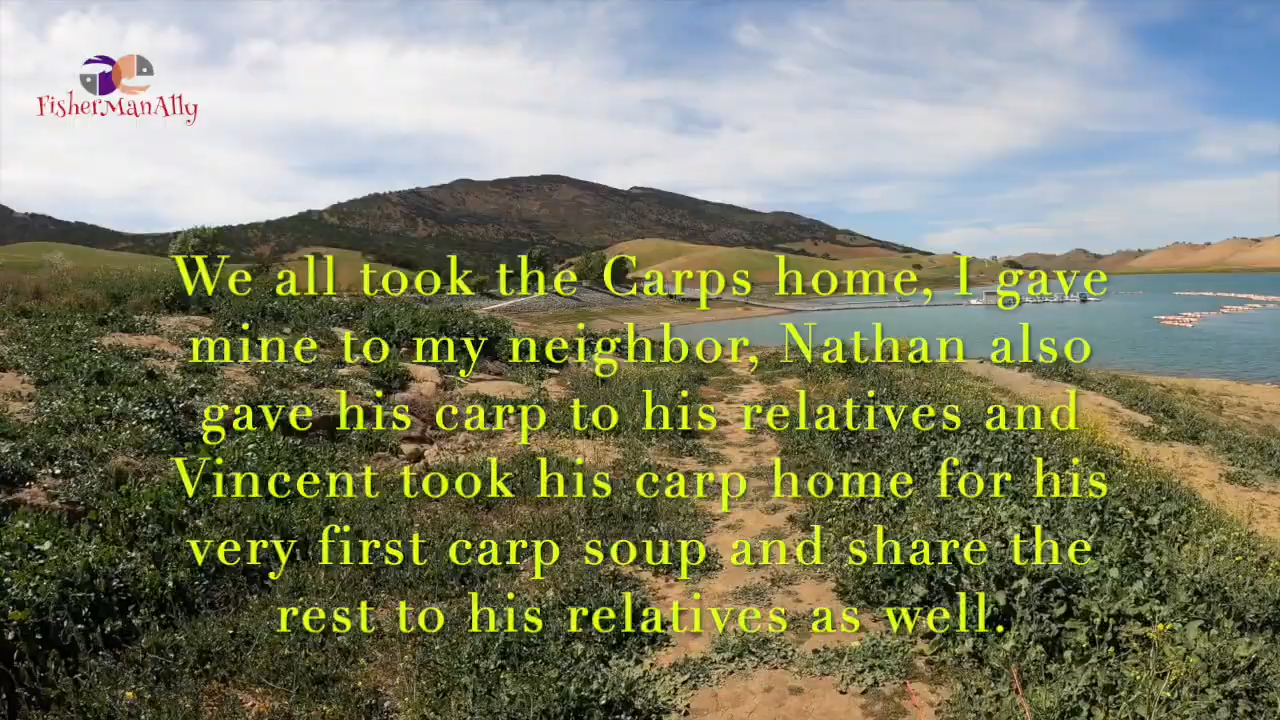 FisherManAlly
We all took the Carps home, I gave
mine to my neighbor, Nathan also
gave his carp to his relatives and
Vincent took his carp home for his
very first carp soup and share the
rest to his relatives as well.